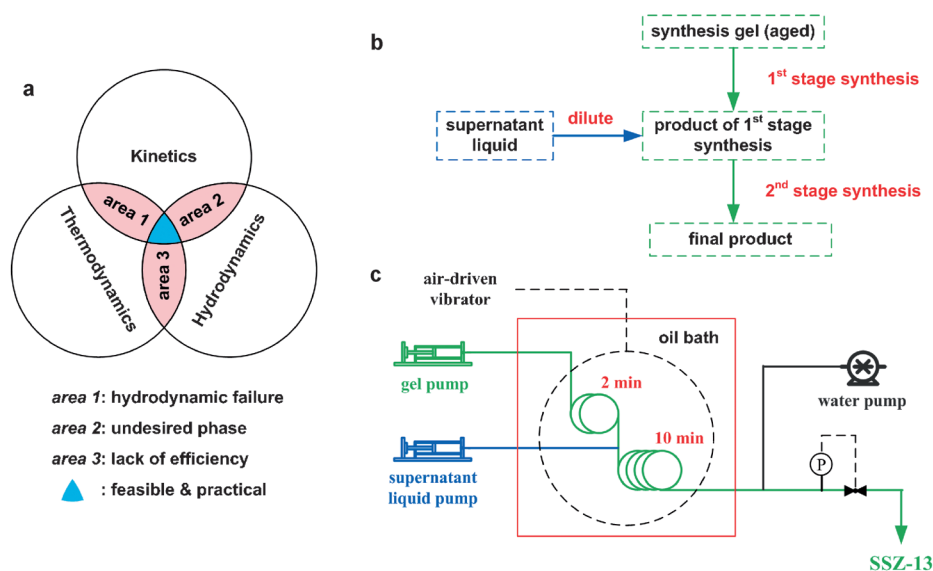 a
Kinetics
area 1
area 2
area 3
Thermodynamics
Hydrodynamics
area 1: hydrodynamic failure
area 2: undesired phase
area 3: lack of efficiency
: feasible & practical
b
synthesis gel (aged)
1st stage synthesis
supernatant
liquid
dilute
product of 1st stage
synthesis
2nd stage synthesis
final product
c
air-driven
vibrator
oil bath
gel pump
2 min
10 min
supernatant
liquid pump
water pump
P
SSZ-13